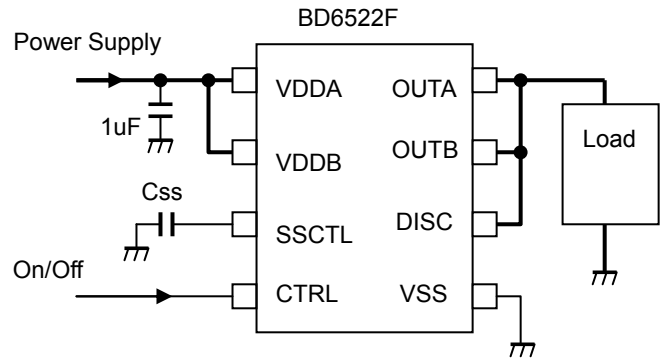 BD6522F
Power Supply
1uF
VDDA
OUTA
VDDB
OUTB
Load
Css
SSCTL
DISC
On/Off
CTRL
VSS